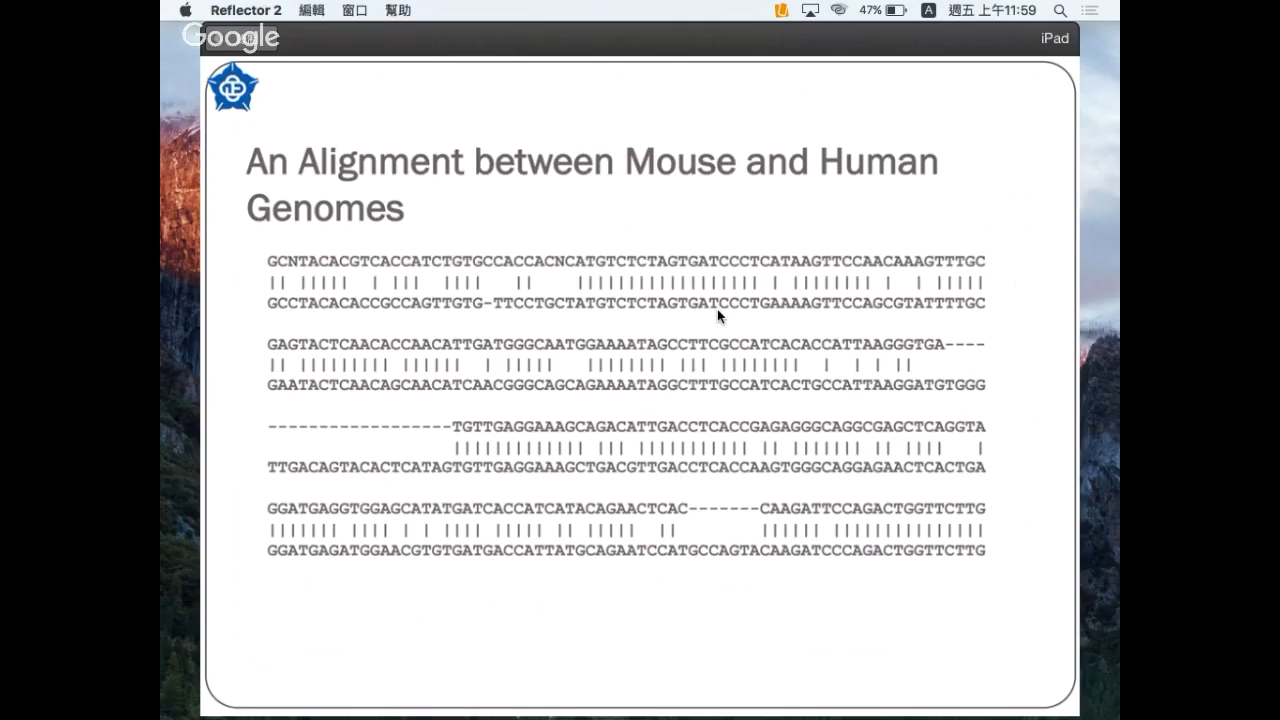 Reflector 2 編輯 窗口 幫助 47% A 週五 上午11:59
Google
iPad
An Alignment between Mouse and Human
Genomes
GCNTACACGTCACCATCTGTGCCACCACNCATGTCTCTAGTGATCCCTCATAAGTTCCAACAAAGTTTGC
|| ||||| | ||| |||| || |||||||||||||||||| | |||||||| | | |||||
GCCTACACACCGCCAGTTGTG-TTCCTGCTATGTCTCTAGTGATCCCTGAAAAGTTCCAGCGTATTTTGC
GAGTACTCAACACCAACATTGATGGGCAATGGAAAATAGCCTTCGCCATCACACCATTAAGGGTGA----
|| ||||||||| |||||| | ||||| |||||||| ||| |||||||| | | | ||
GAATACTCAACAGCAACATCAACGGGCAGCAGAAAATAGGCTTTGCCATCACTGCCATTAAGGATGTGGG
------------------TGTTGAGGAAAGCAGACATTGACCTCACCGAGAGGGCAGGCGAGCTCAGGTA
||||||||||||| ||| ||||||||||| || ||||||| || |||| |
TTGACAGTACACTCATAGTGTTGAGGAAAGCTGACGTTGACCTCACCAAGTGGGCAGGAGAACTCACTGA
GGATGAGGTGGAGCATATGATCACCATCATACAGAACTCAC-------CAAGATTCCAGACTGGTTCTTG
||||||| |||| | | |||| ||||| || ||||| || |||||| |||||||||||||||
GGATGAGATGGAACGTGTGATGACCATTATGCAGAATCCATGCCAGTACAAGATCCCAGACTGGTTCTTG